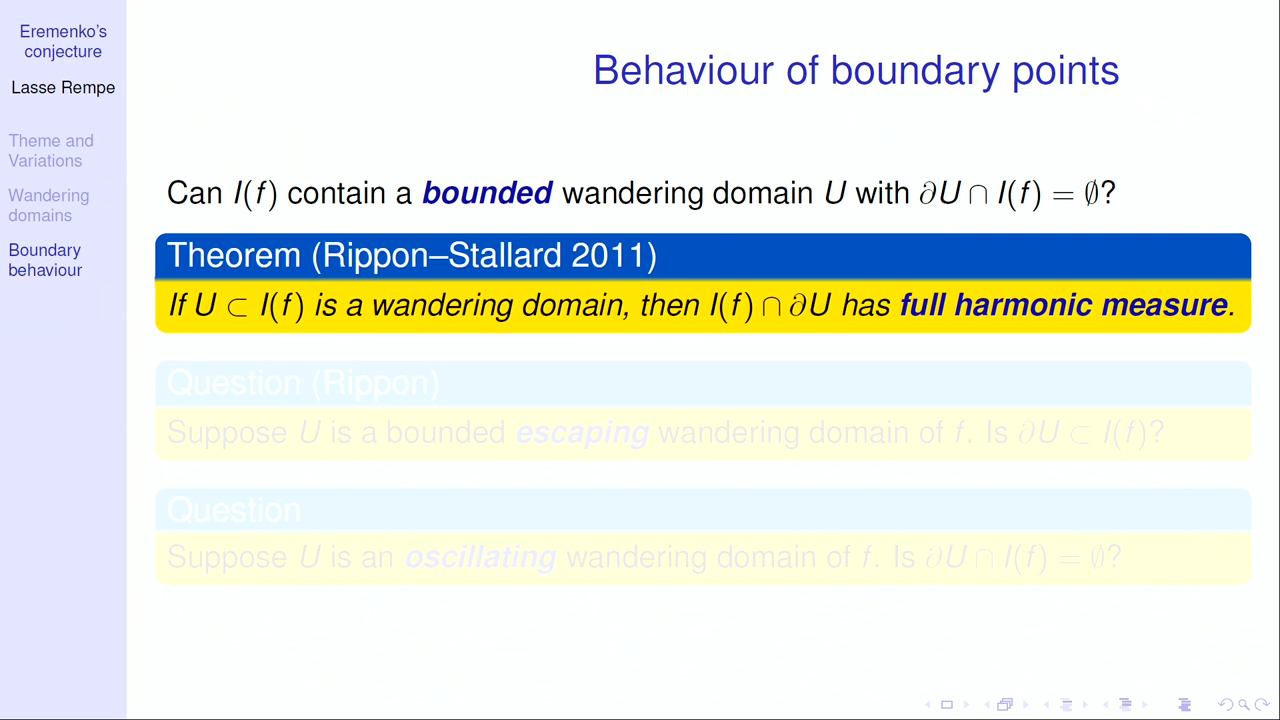 Eremenko's
conjecture
Lasse Rempe
Theme and
Variations
Wandering
domains
Boundary
behaviour
Behaviour of boundary points
Can I(f) contain a bounded wandering domain U with ∂U ∩ I(f) = ∅?
Theorem (Rippon–Stallard 2011)
If U ⊂ I(f) is a wandering domain, then I(f) ∩ ∂U has full harmonic measure.
Question (Rippon)
Suppose U is a bounded escaping wandering domain of f. Is ∂U ⊂ I(f)?
Question
Suppose U is an oscillating wandering domain of f. Is ∂U ∩ I(f) = ∅?